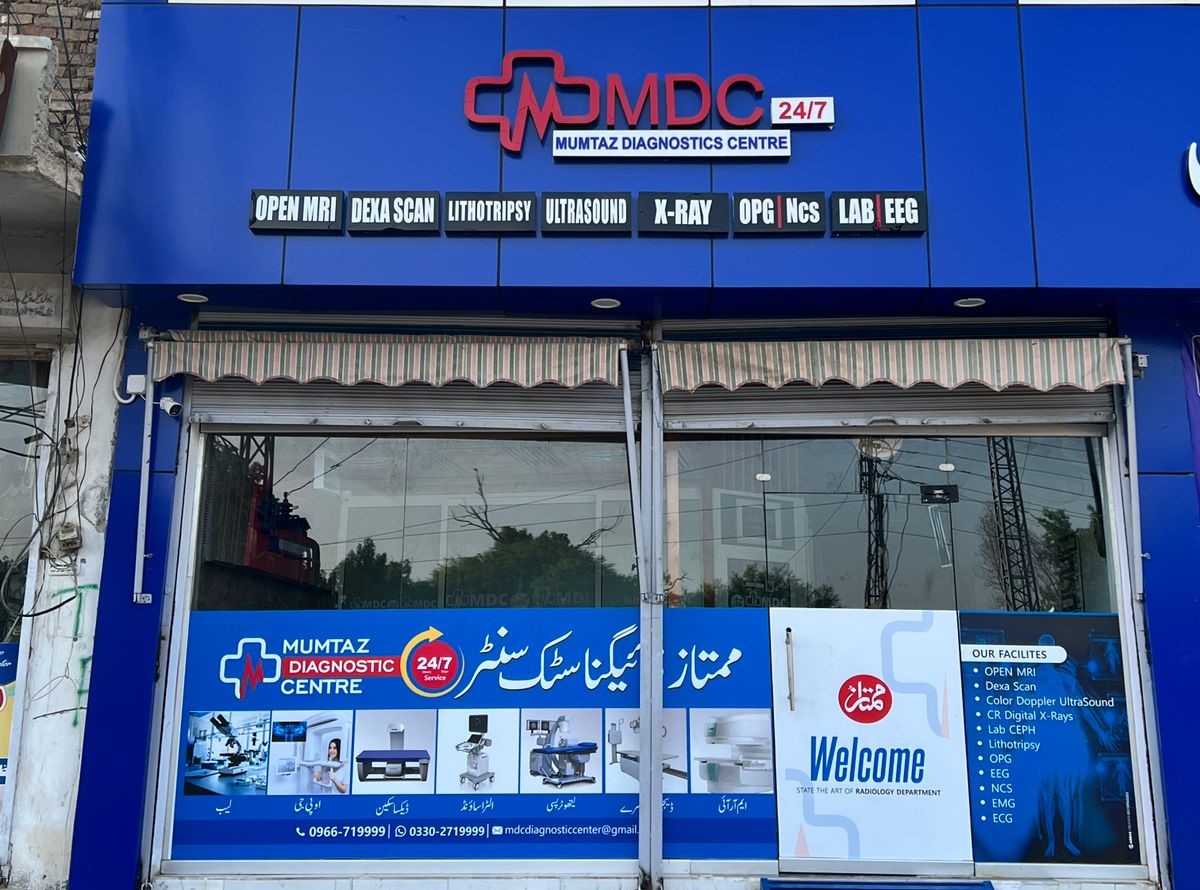 MDC 24/7
MUMTAZ DIAGNOSTICS CENTRE
OPEN MRI DEXA SCAN LITHOTRIPSY ULTRASOUND X-RAY OPG | Ncs LAB | EEG
MUMTAZ
DIAGNOSTIC
CENTRE
24/7
Service
ممتاز ئیگناسٹک سنٹر
لیب
او پی جی
ڈیکساسکین
الٹراساؤنڈ
لیتھوٹرپسی
ایم آر آئی
0966-719999 | 0330-2719999 | mdcdiagnosticcenter@gmail.
ممتاز
Welcome
STATE THE ART OF RADIOLOGY DEPARTMENT
OUR FACILITES
• OPEN MRI
• Dexa Scan
• Color Doppler UltraSound
• CR Digital X-Rays
• Lab CEPH
• Lithotripsy
• OPG
• EEG
• NCS
• EMG
• ECG